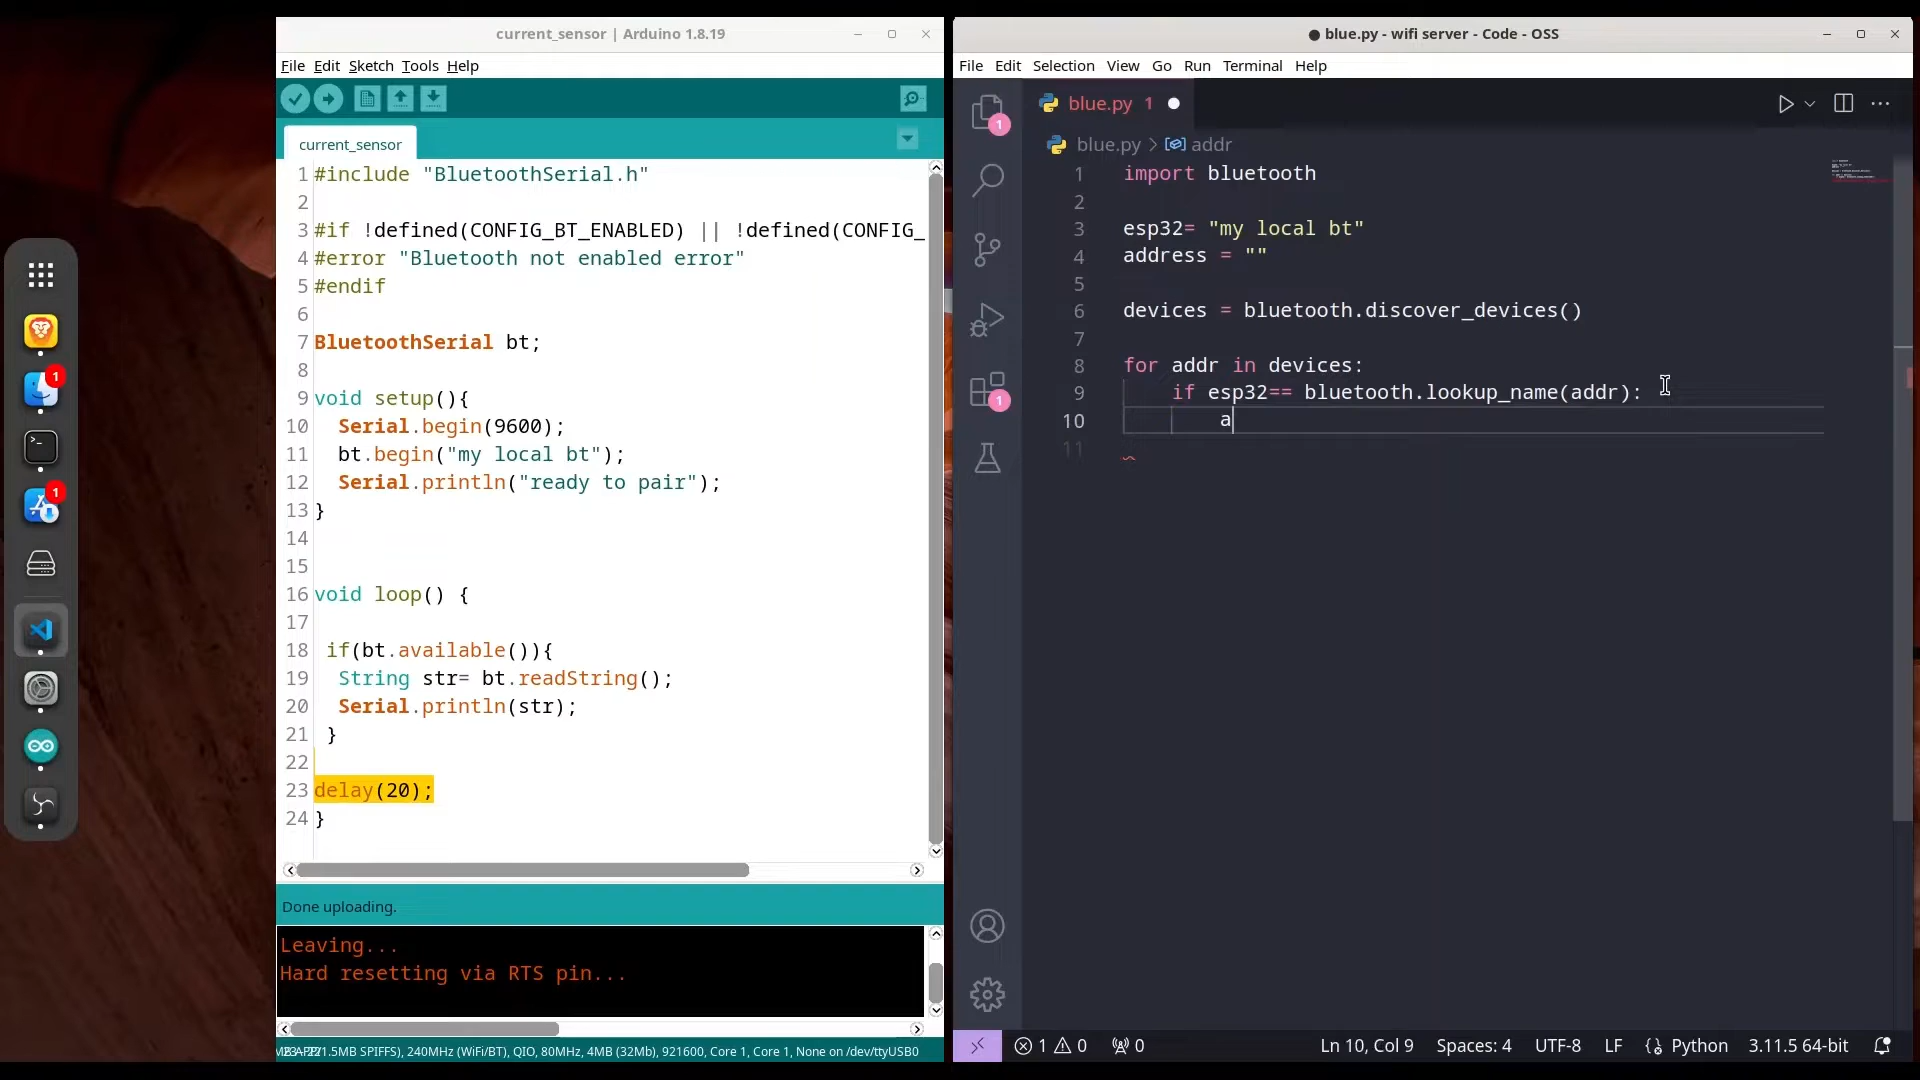 current_sensor | Arduino 1.8.19
File Edit Sketch Tools Help
current_sensor
1 #include "BluetoothSerial.h"
2
3 #if !defined(CONFIG_BT_ENABLED) || !defined(CONFIG_
4 #error "Bluetooth not enabled error"
5 #endif
6
7 BluetoothSerial bt;
8
9 void setup(){
10 Serial.begin(9600);
11 bt.begin("my local bt");
12 Serial.println("ready to pair");
13 }
14
15
16 void loop() {
17
18 if(bt.available()){
19 String str= bt.readString();
20 Serial.println(str);
21 }
22
23 delay(20);
24 }
Done uploading.
Leaving...
Hard resetting via RTS pin...
1.5MB SPIFFS), 240MHz (WiFi/BT), QIO, 80MHz, 4MB (32Mb), 921600, Core 1, Core 1, None on /dev/ttyUSB0
1
1
1
● blue.py - wifi server - Code - OSS
File Edit Selection View Go Run Terminal Help
blue.py 1
blue.py > addr
1 import bluetooth
2
3 esp32= "my local bt"
4 address = ""
5
6 devices = bluetooth.discover_devices()
7
8 for addr in devices:
9 if esp32== bluetooth.lookup_name(addr):
10 a
11
1
1
1 0 0 Ln 10, Col 9 Spaces: 4 UTF-8 LF Python 3.11.5 64-bit